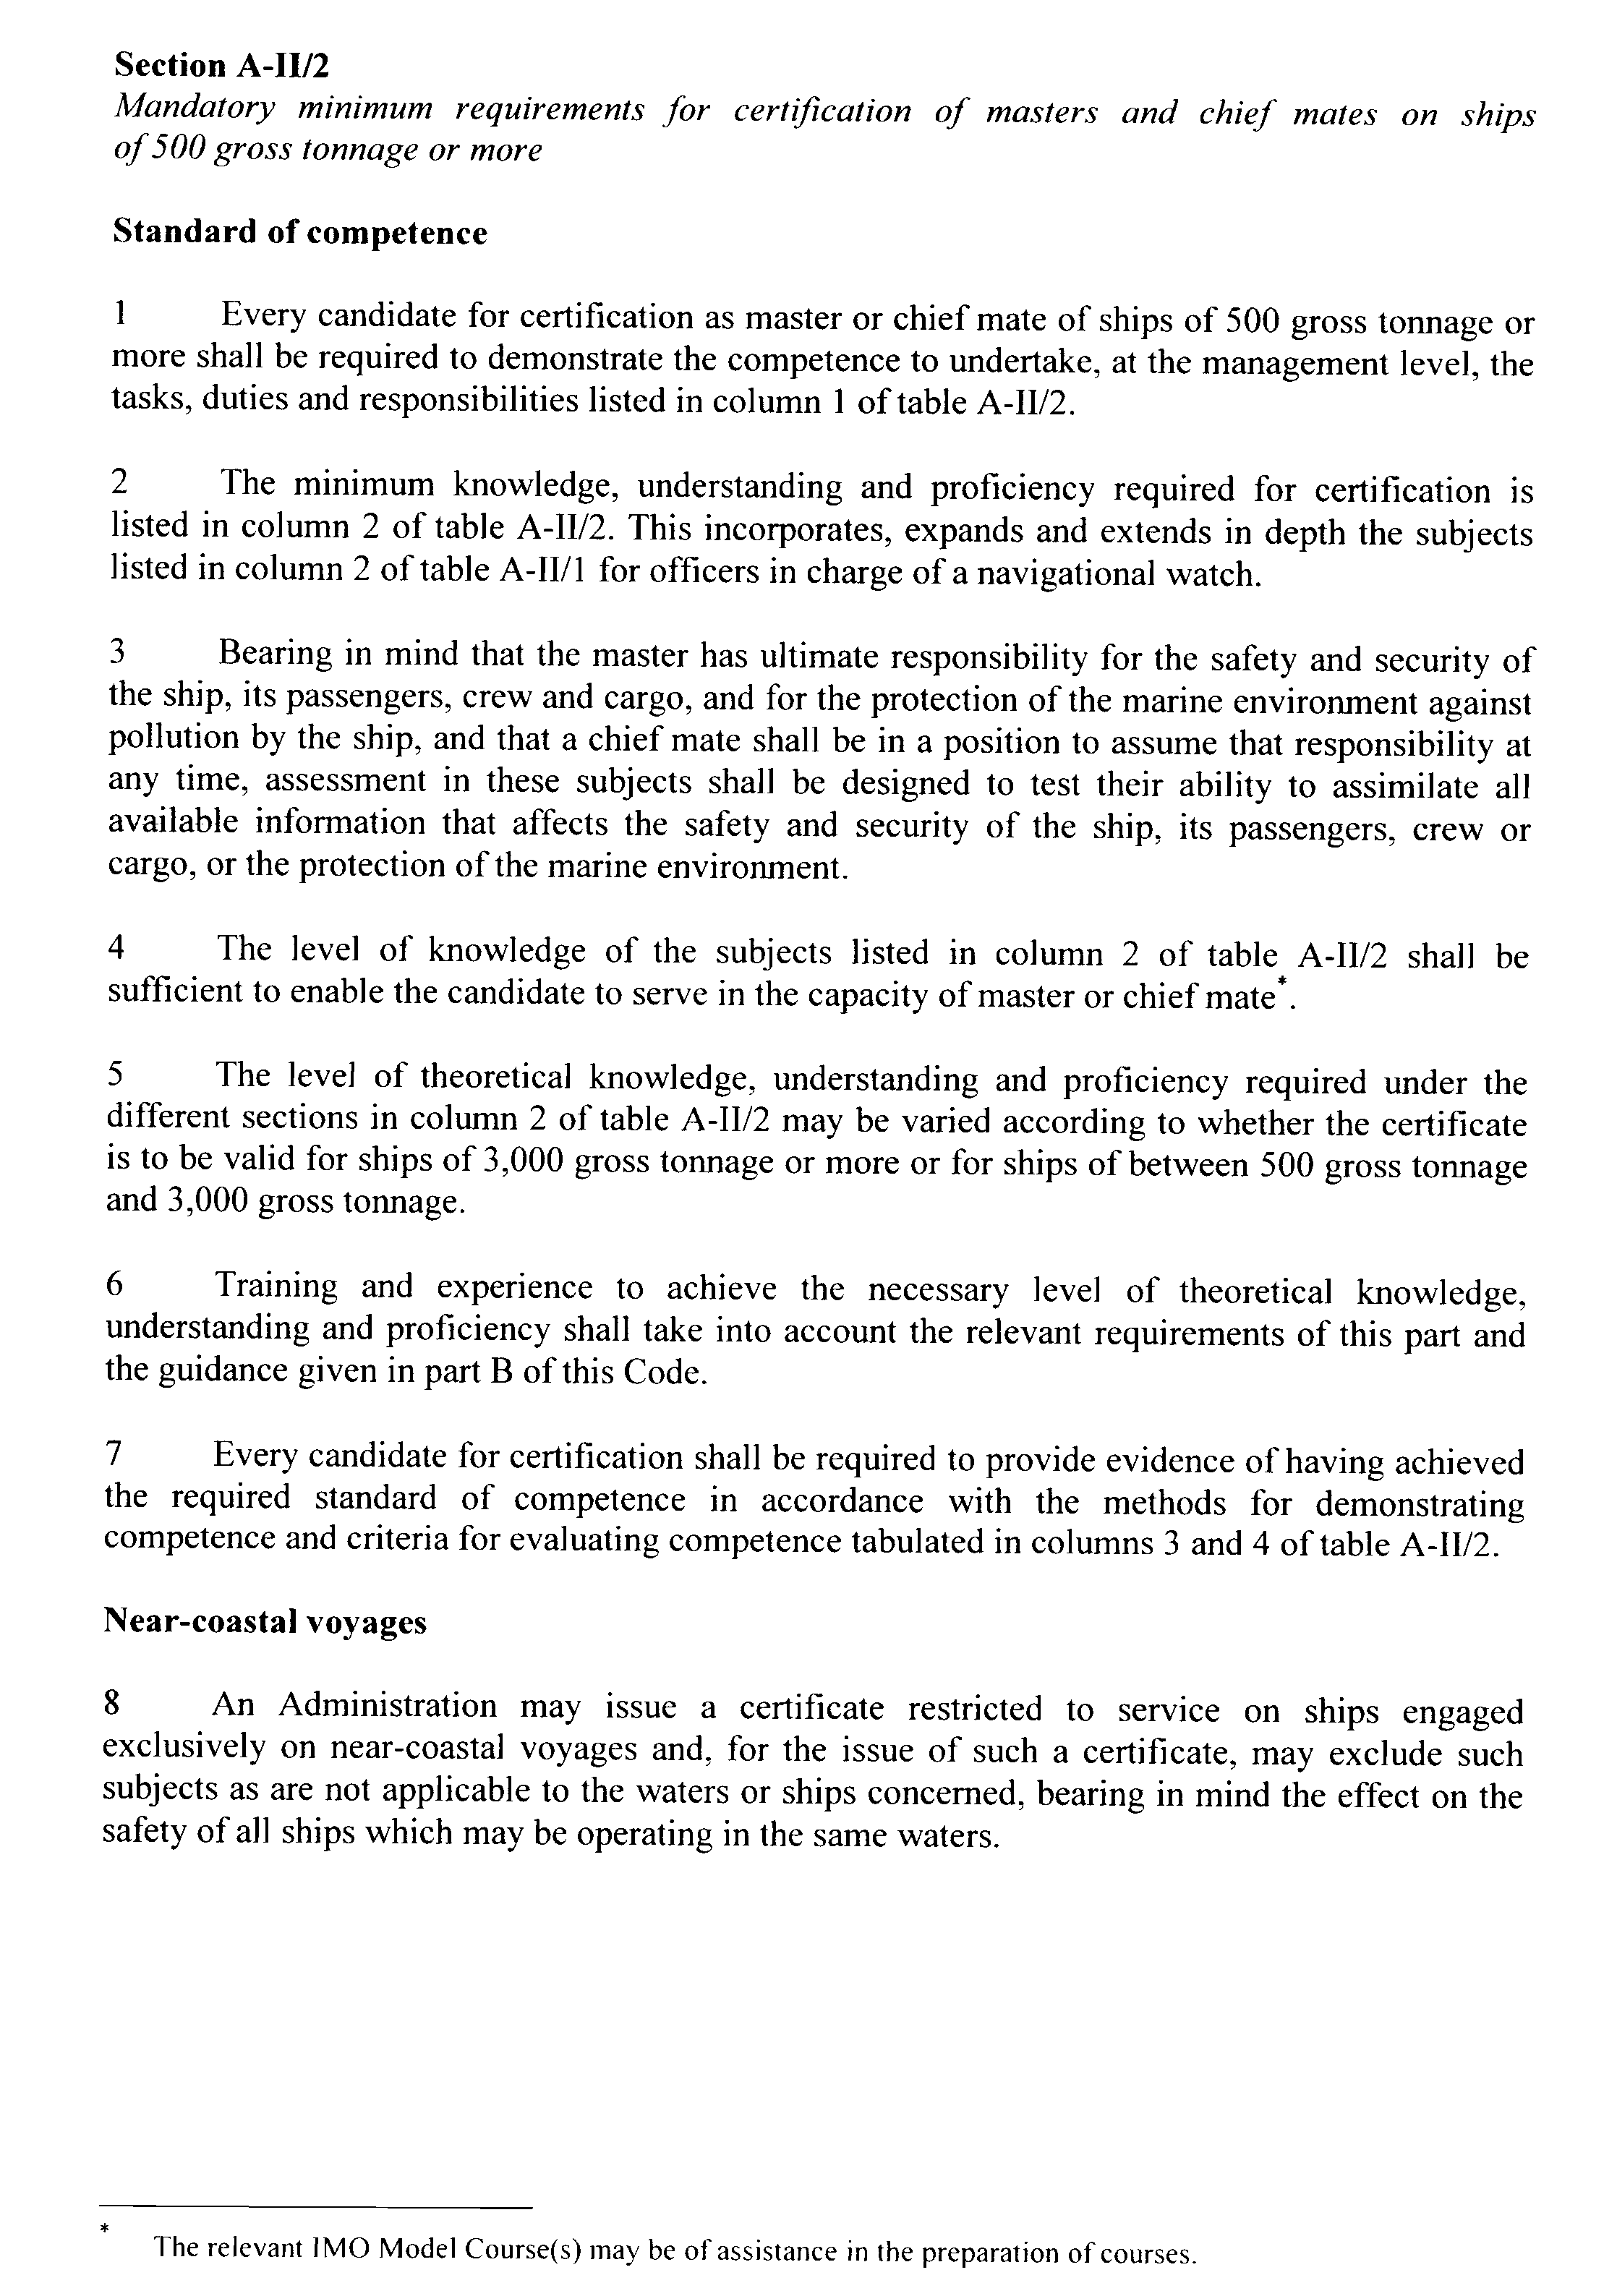 Section A-II/2
Mandatory minimum requirements for certification of masters and chief mates on ships
of 500 gross tonnage or more
Standard of competence
1 Every candidate for certification as master or chief mate of ships of 500 gross tonnage or
more shall be required to demonstrate the competence to undertake, at the management level, the
tasks, duties and responsibilities listed in column 1 of table A-II/2.
2 The minimum knowledge, understanding and proficiency required for certification is
listed in column 2 of table A-II/2. This incorporates, expands and extends in depth the subjects
listed in column 2 of table A-II/1 for officers in charge of a navigational watch.
3 Bearing in mind that the master has ultimate responsibility for the safety and security of
the ship, its passengers, crew and cargo, and for the protection of the marine environment against
pollution by the ship, and that a chief mate shall be in a position to assume that responsibility at
any time, assessment in these subjects shall be designed to test their ability to assimilate all
available information that affects the safety and security of the ship, its passengers, crew or
cargo, or the protection of the marine environment.
4 The level of knowledge of the subjects listed in column 2 of table A-II/2 shall be
sufficient to enable the candidate to serve in the capacity of master or chief mate*.
5 The level of theoretical knowledge, understanding and proficiency required under the
different sections in column 2 of table A-II/2 may be varied according to whether the certificate
is to be valid for ships of 3,000 gross tonnage or more or for ships of between 500 gross tonnage
and 3,000 gross tonnage.
6 Training and experience to achieve the necessary level of theoretical knowledge,
understanding and proficiency shall take into account the relevant requirements of this part and
the guidance given in part B of this Code.
7 Every candidate for certification shall be required to provide evidence of having achieved
the required standard of competence in accordance with the methods for demonstrating
competence and criteria for evaluating competence tabulated in columns 3 and 4 of table A-II/2.
Near-coastal voyages
8 An Administration may issue a certificate restricted to service on ships engaged
exclusively on near-coastal voyages and, for the issue of such a certificate, may exclude such
subjects as are not applicable to the waters or ships concerned, bearing in mind the effect on the
safety of all ships which may be operating in the same waters.
* The relevant IMO Model Course(s) may be of assistance in the preparation of courses.